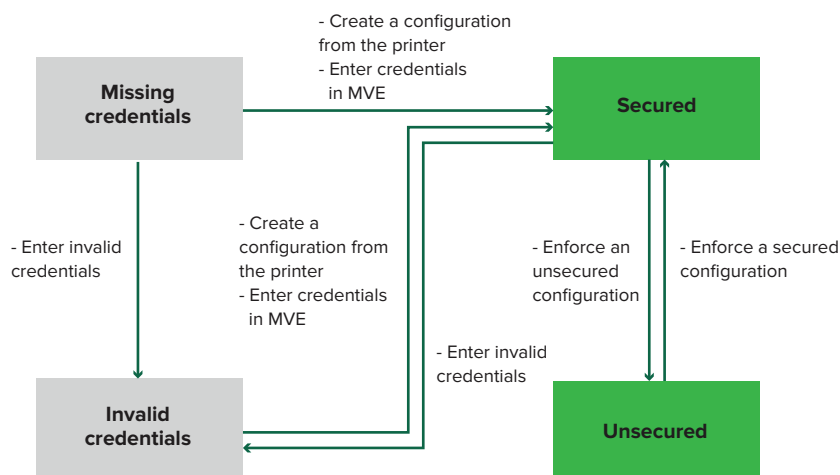 - Create a configuration
from the printer
- Enter credentials
in MVE
Missing
credentials
Secured
- Enter invalid
credentials
- Create a
configuration from
the printer
- Enter credentials
in MVE
- Enforce an
unsecured
configuration
- Enforce a secured
configuration
- Enter invalid
credentials
Invalid
credentials
Unsecured